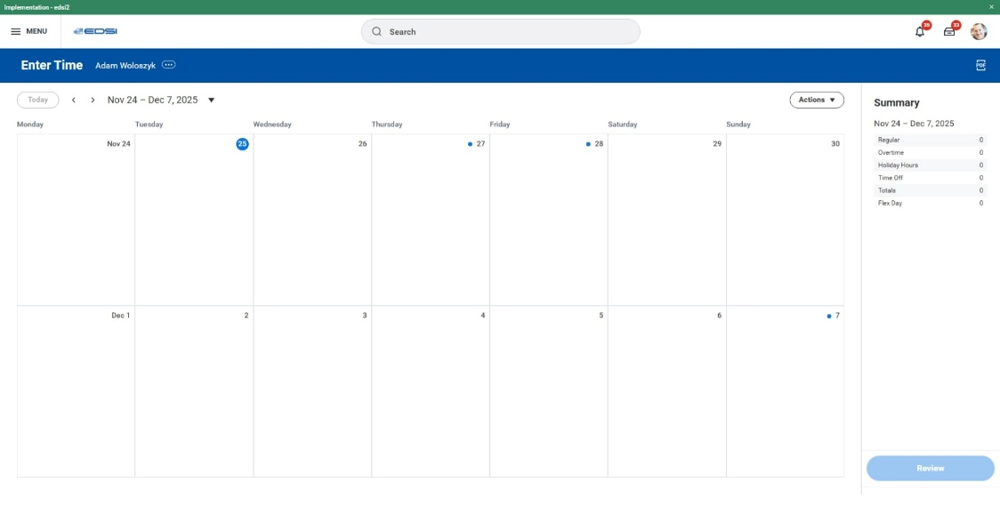 Implementation - edsi2
MENU
EDSI
Search
35
33
Enter Time
Adam Woloszyk
PDF
Today
Nov 24 – Dec 7, 2025
Actions
Monday
Tuesday
Wednesday
Thursday
Friday
Saturday
Sunday
Nov 24
25
26
27
28
29
30
Dec 1
2
3
4
5
6
7
Summary
Nov 24 – Dec 7, 2025
Regular 0
Overtime 0
Holiday Hours 0
Time Off 0
Totals 0
Flex Day 0
Review